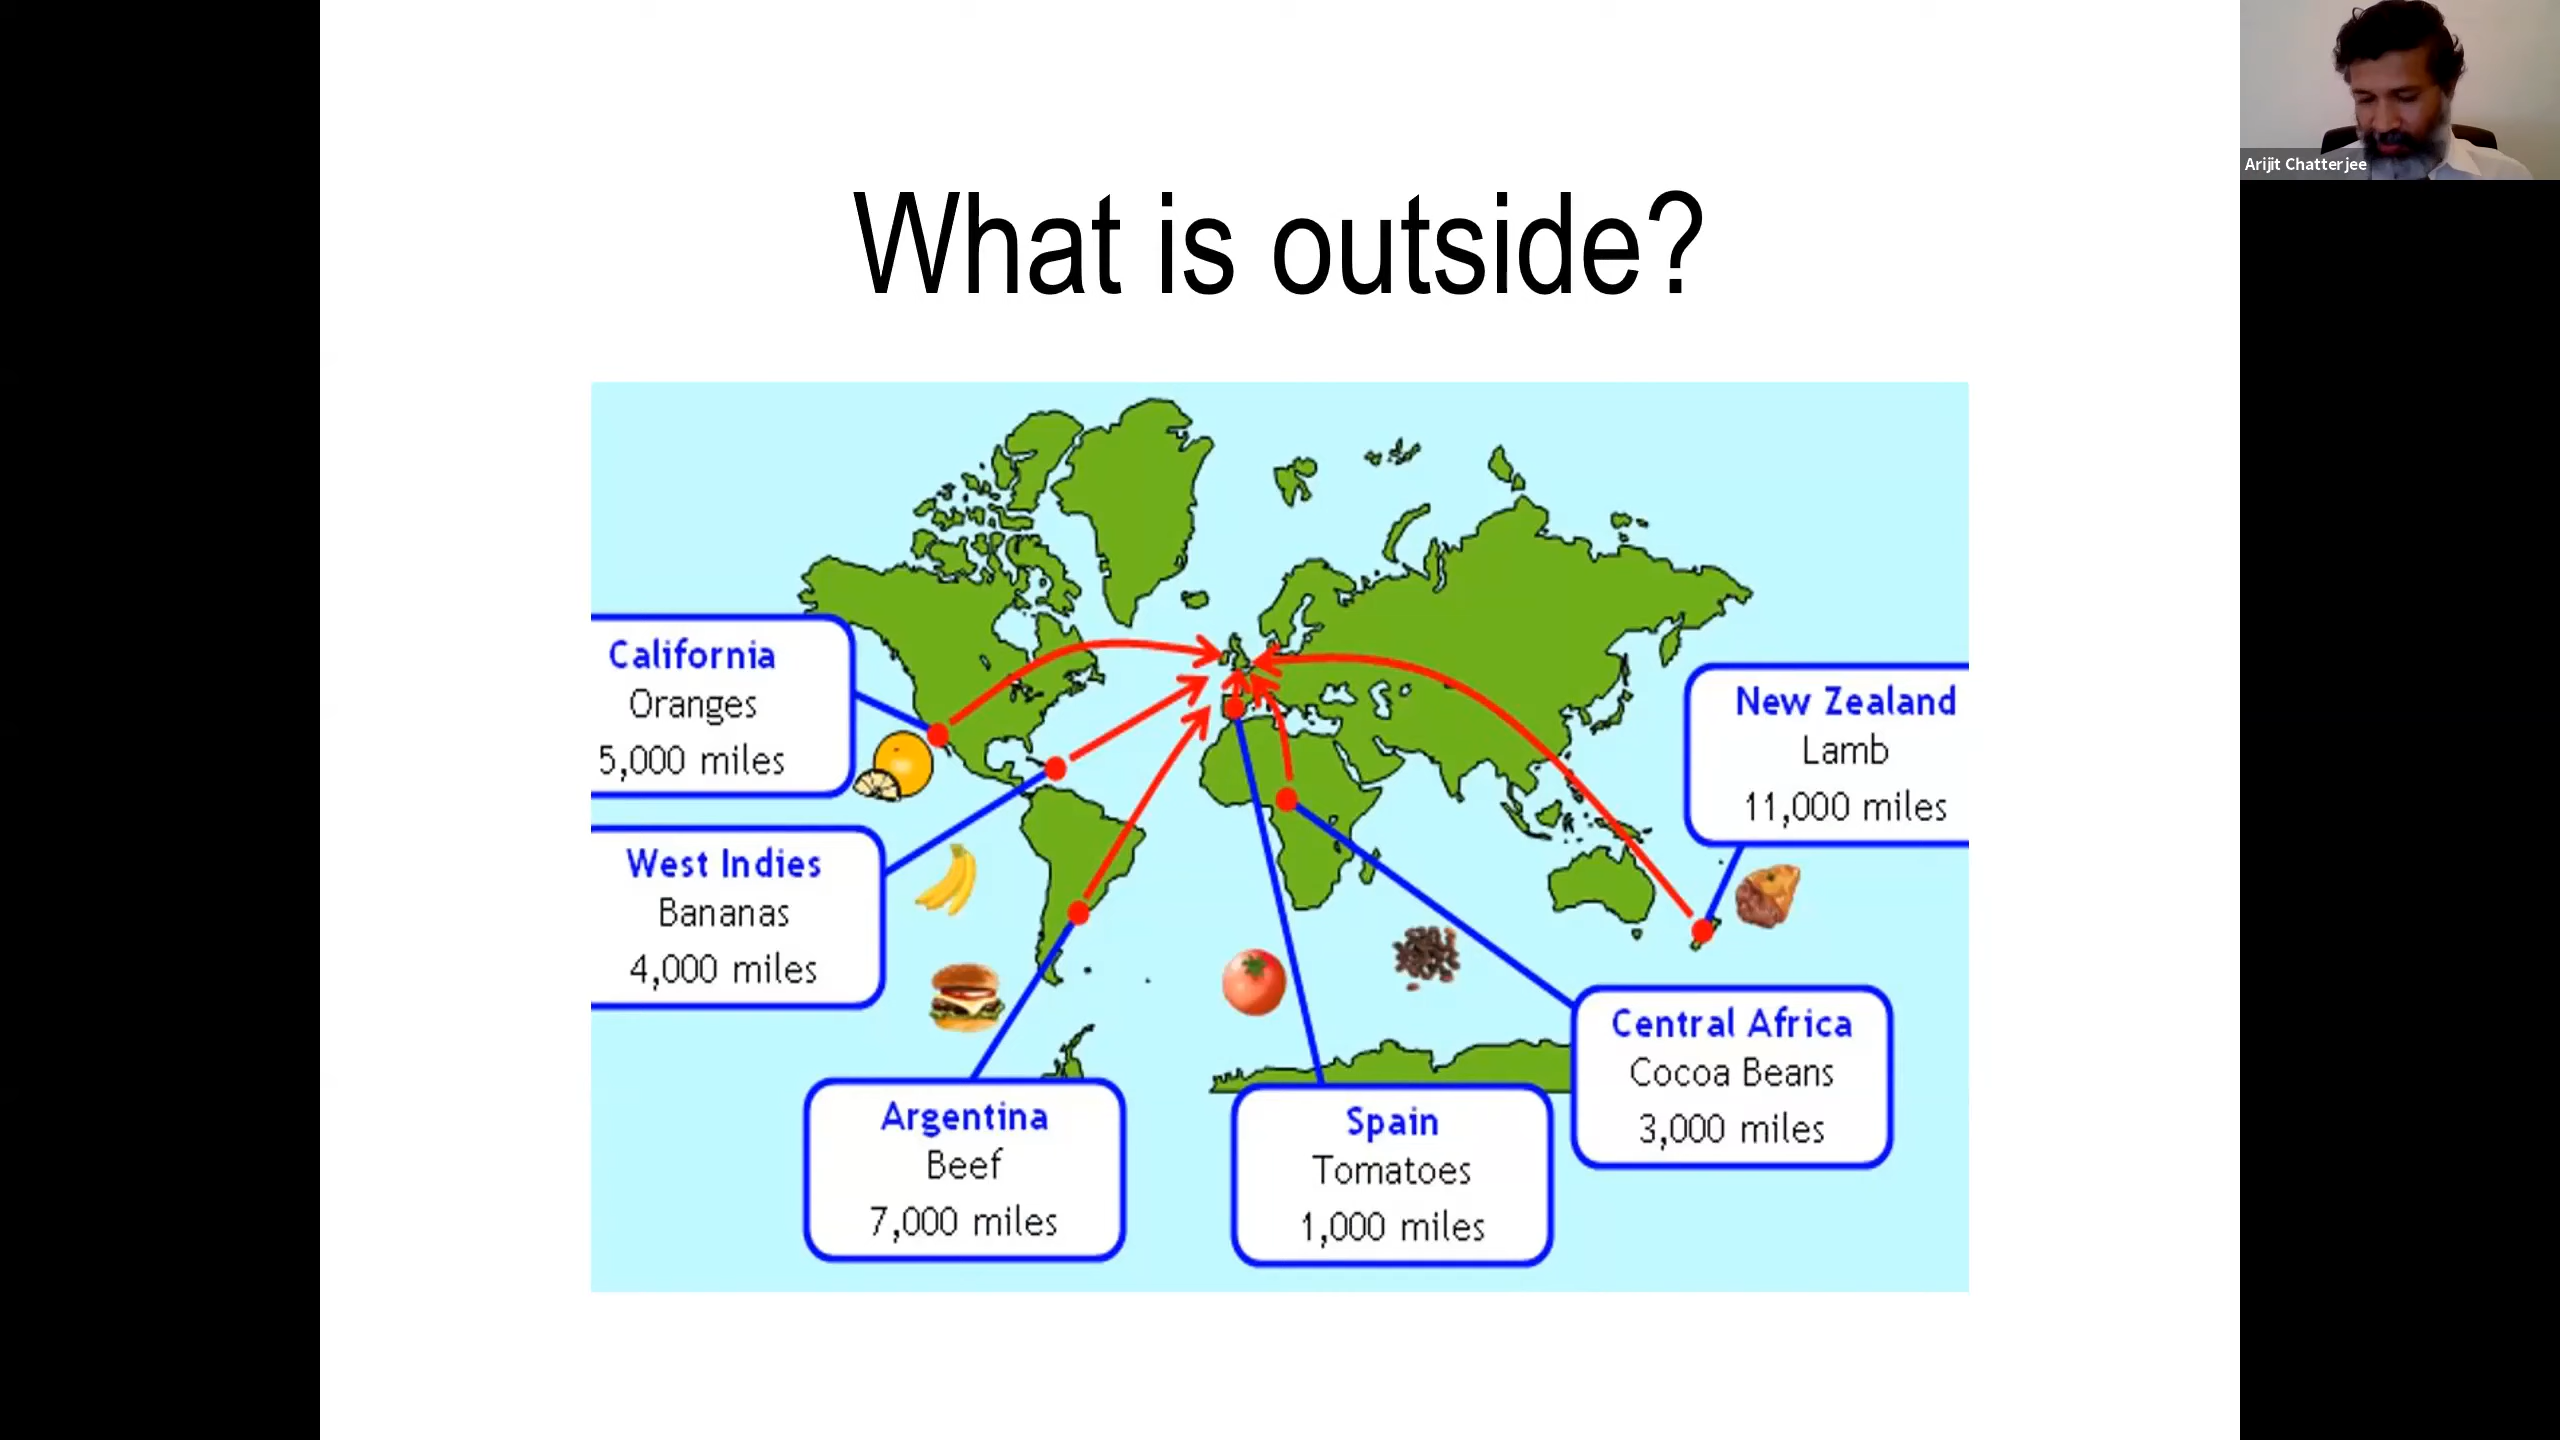 What is outside?
Arijit Chatterjee
California
Oranges
5,000 miles
West Indies
Bananas
4,000 miles
Argentina
Beef
7,000 miles
Spain
Tomatoes
1,000 miles
Central Africa
Cocoa Beans
3,000 miles
New Zealand
Lamb
11,000 miles